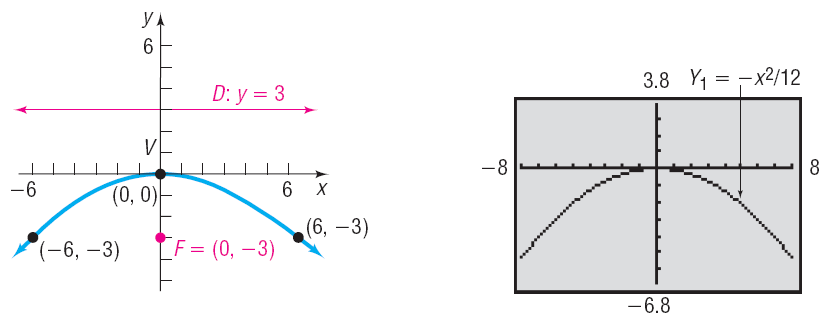 y
6
D: y = 3
V
−6
(0, 0)
6
x
(−6, −3)
F = (0, −3)
(6, −3)
3.8
Y₁ = −x²/12
−8
8
−6.8